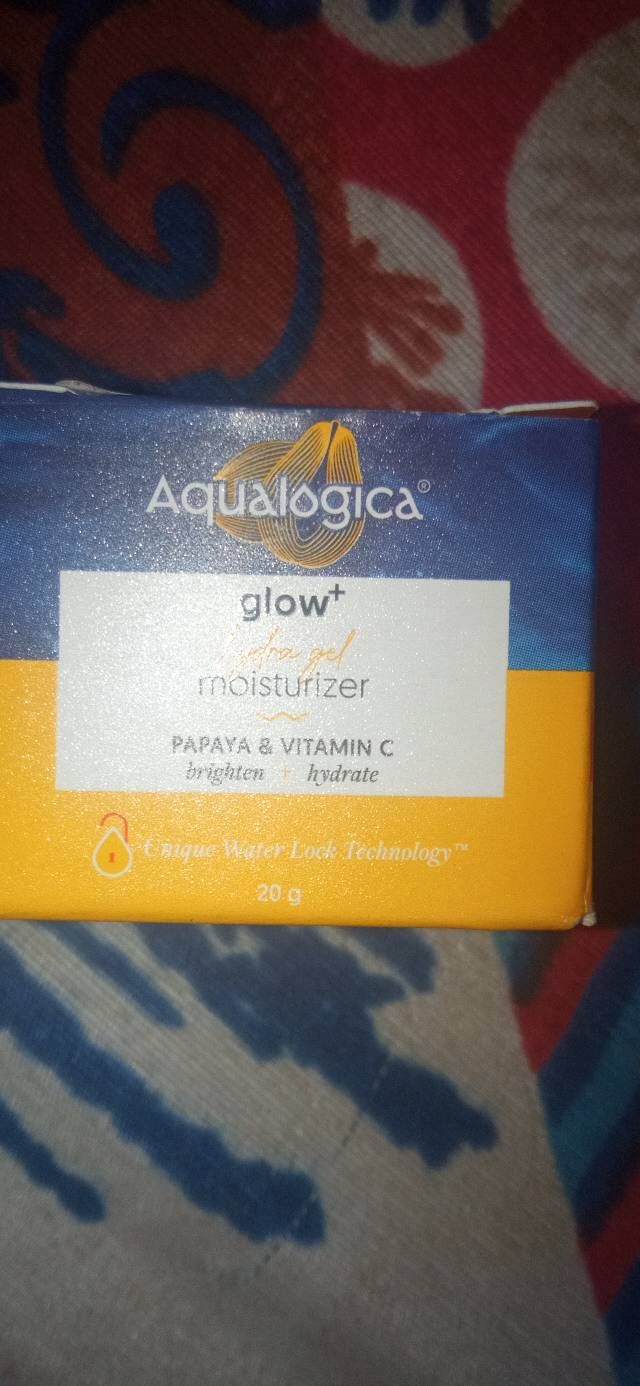 Aqualogica®
glow+
hydra gel
moisturizer
PAPAYA & VITAMIN C
brighten + hydrate
Unique Water Lock Technology™
20 g